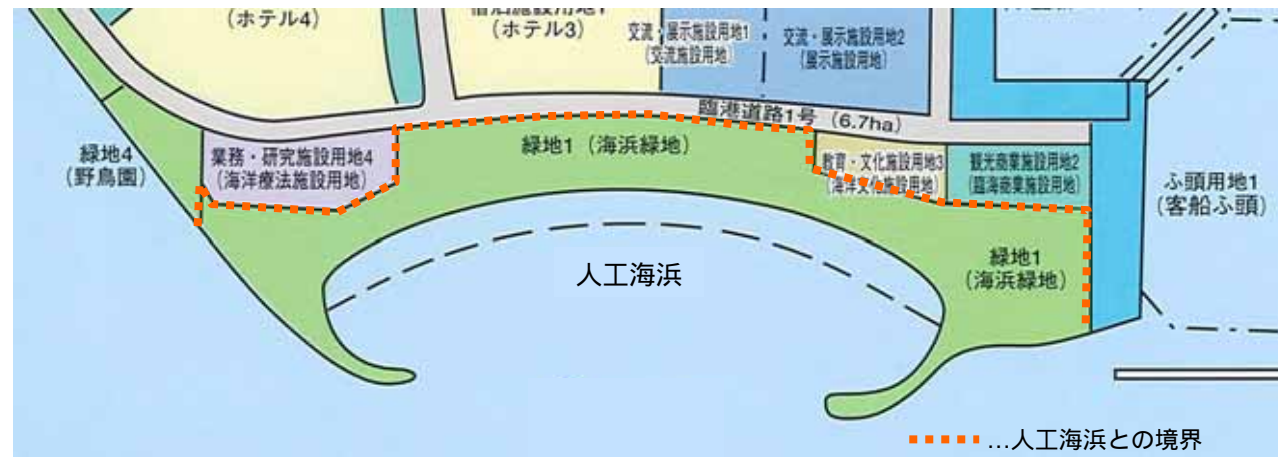 (ホテル4)
(ホテル3)
交流・展示施設用地1
(交流施設用地)
交流・展示施設用地2
(展示施設用地)
臨港道路1号 (6.7ha)
緑地4
(野鳥園)
業務・研究施設用地4
(海洋療法施設用地)
緑地1 (海浜緑地)
教育・文化施設用地3
(海洋文化施設用地)
観光商業施設用地2
(臨海商業施設用地)
ふ頭用地1
(客船ふ頭)
人工海浜
緑地1
(海浜緑地)
…人工海浜との境界